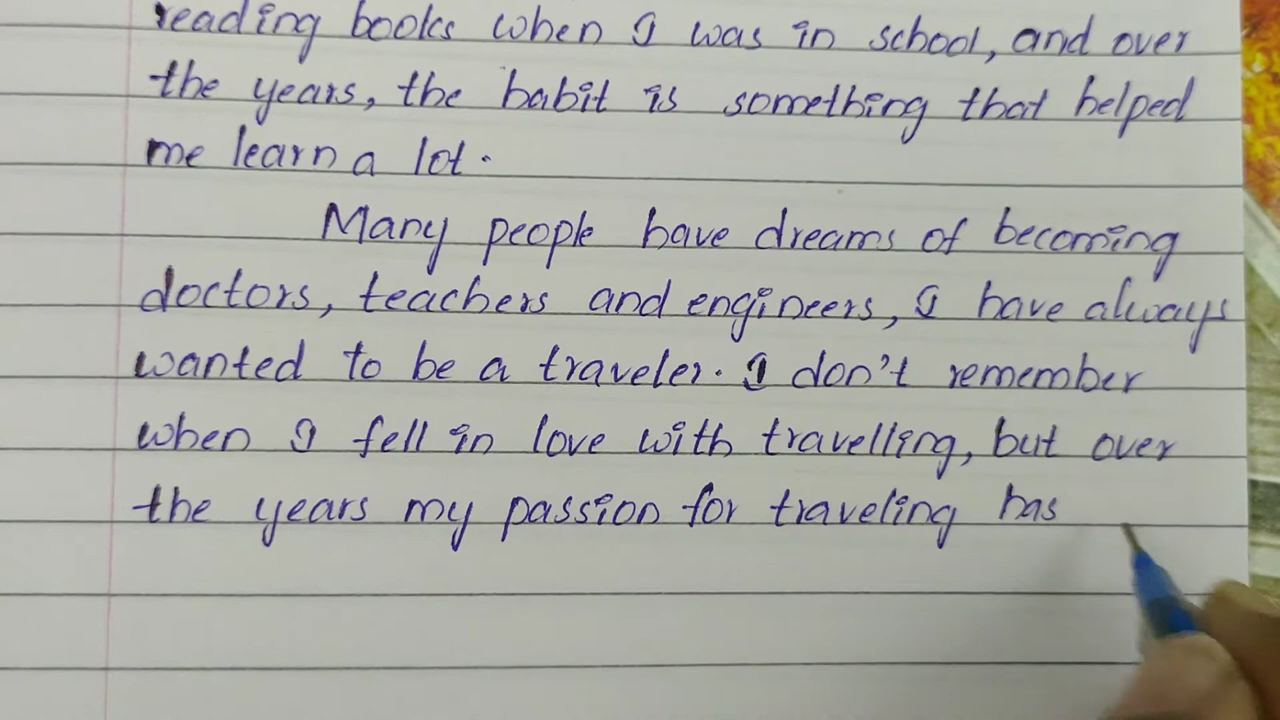 reading books when I was in school, and over
the years, the habit is something that helped
me learn a lot.
Many people have dreams of becoming
doctors, teachers and engineers, I have always
wanted to be a traveler. I don't remember
when I fell in love with travelling, but over
the years my passion for traveling has